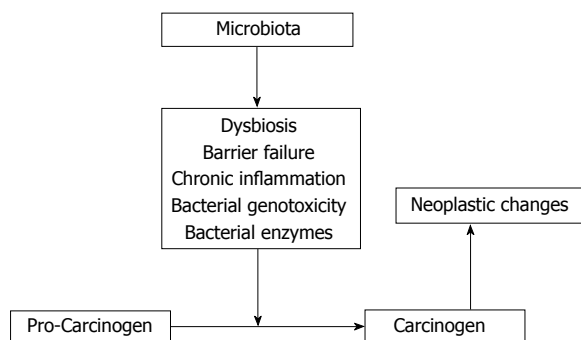 Microbiota
Dysbiosis
Barrier failure
Chronic inflammation
Bacterial genotoxicity
Bacterial enzymes
Neoplastic changes
Pro-Carcinogen
Carcinogen